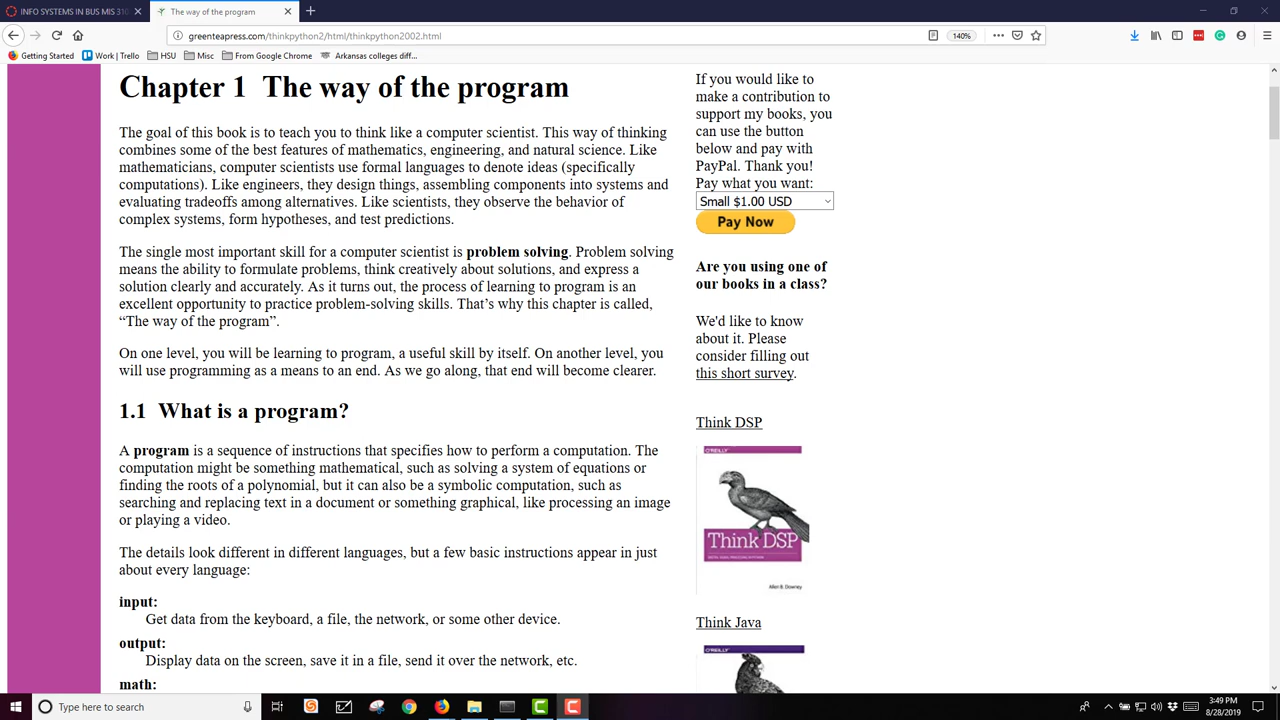 INFO SYSTEMS IN BUS MIS 310
The way of the program
greenteapress.com/thinkpython2/html/thinkpython2002.html
140%
Getting Started
Work | Trello
HSU
Misc
From Google Chrome
Arkansas colleges diff...
Chapter 1 The way of the program
The goal of this book is to teach you to think like a computer scientist. This way of thinking
combines some of the best features of mathematics, engineering, and natural science. Like
mathematicians, computer scientists use formal languages to denote ideas (specifically
computations). Like engineers, they design things, assembling components into systems and
evaluating tradeoffs among alternatives. Like scientists, they observe the behavior of
complex systems, form hypotheses, and test predictions.
The single most important skill for a computer scientist is problem solving. Problem solving
means the ability to formulate problems, think creatively about solutions, and express a
solution clearly and accurately. As it turns out, the process of learning to program is an
excellent opportunity to practice problem-solving skills. That’s why this chapter is called,
“The way of the program”.
On one level, you will be learning to program, a useful skill by itself. On another level, you
will use programming as a means to an end. As we go along, that end will become clearer.
1.1 What is a program?
A program is a sequence of instructions that specifies how to perform a computation. The
computation might be something mathematical, such as solving a system of equations or
finding the roots of a polynomial, but it can also be a symbolic computation, such as
searching and replacing text in a document or something graphical, like processing an image
or playing a video.
The details look different in different languages, but a few basic instructions appear in just
about every language:
input:
Get data from the keyboard, a file, the network, or some other device.
output:
Display data on the screen, save it in a file, send it over the network, etc.
math:
If you would like to
make a contribution to
support my books, you
can use the button
below and pay with
PayPal. Thank you!
Pay what you want:
Small $1.00 USD
Pay Now
Are you using one of
our books in a class?
We'd like to know
about it. Please
consider filling out
this short survey.
Think DSP
O'REILLY
Think DSP
Allen B. Downey
Think Java
O'REILLY
Type here to search
3:49 PM
8/28/2019